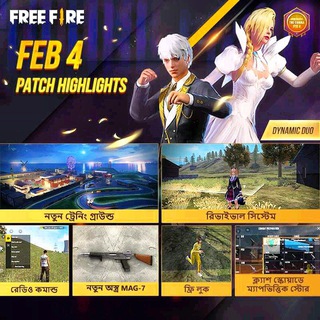 FREE FIRE
FEB 4
PATCH HIGHLIGHTS
DYNAMIC DUO
নতুন ট্রেনিং গ্রাউন্ড
রিভাইভাল সিস্টেম
রেডিও কমান্ড
নতুন অস্ত্র MAG-7
ফ্রি লুক
ক্ল্যাশ স্কোয়াডে
ম্যাপভিত্তিক স্টোর